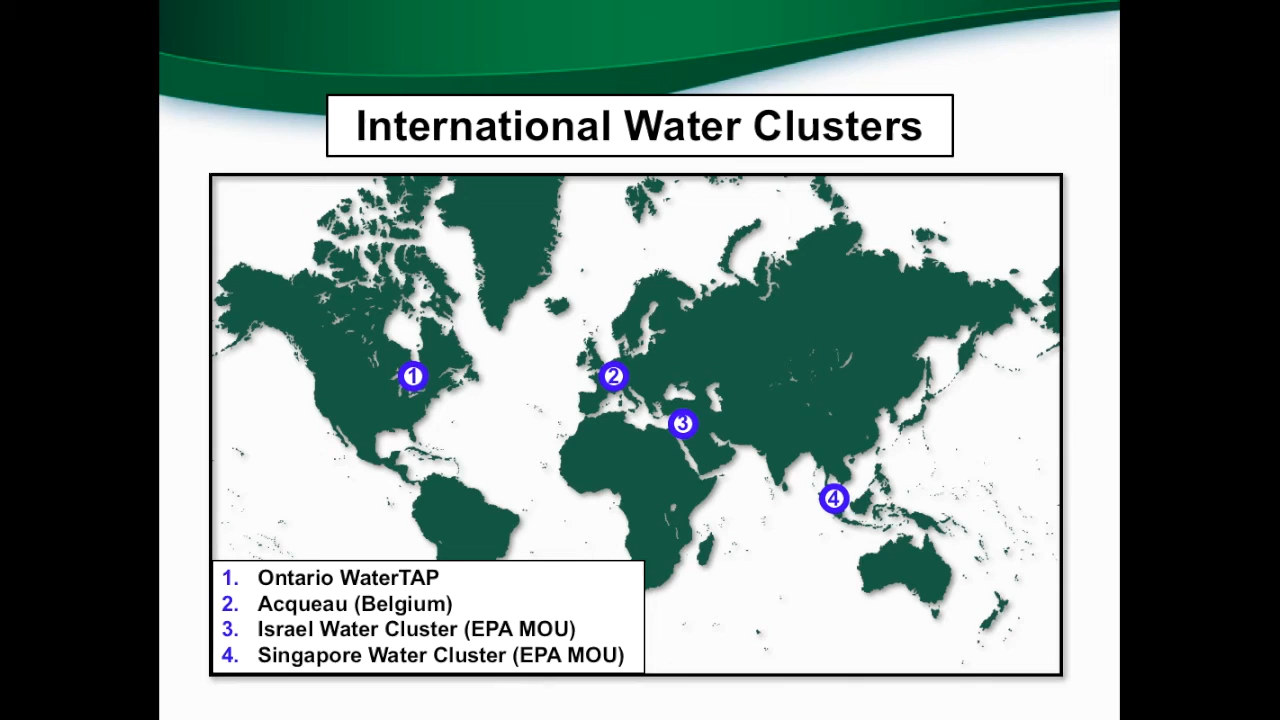 International Water Clusters
1
2
3
4
1. Ontario WaterTAP
2. Acqueau (Belgium)
3. Israel Water Cluster (EPA MOU)
4. Singapore Water Cluster (EPA MOU)